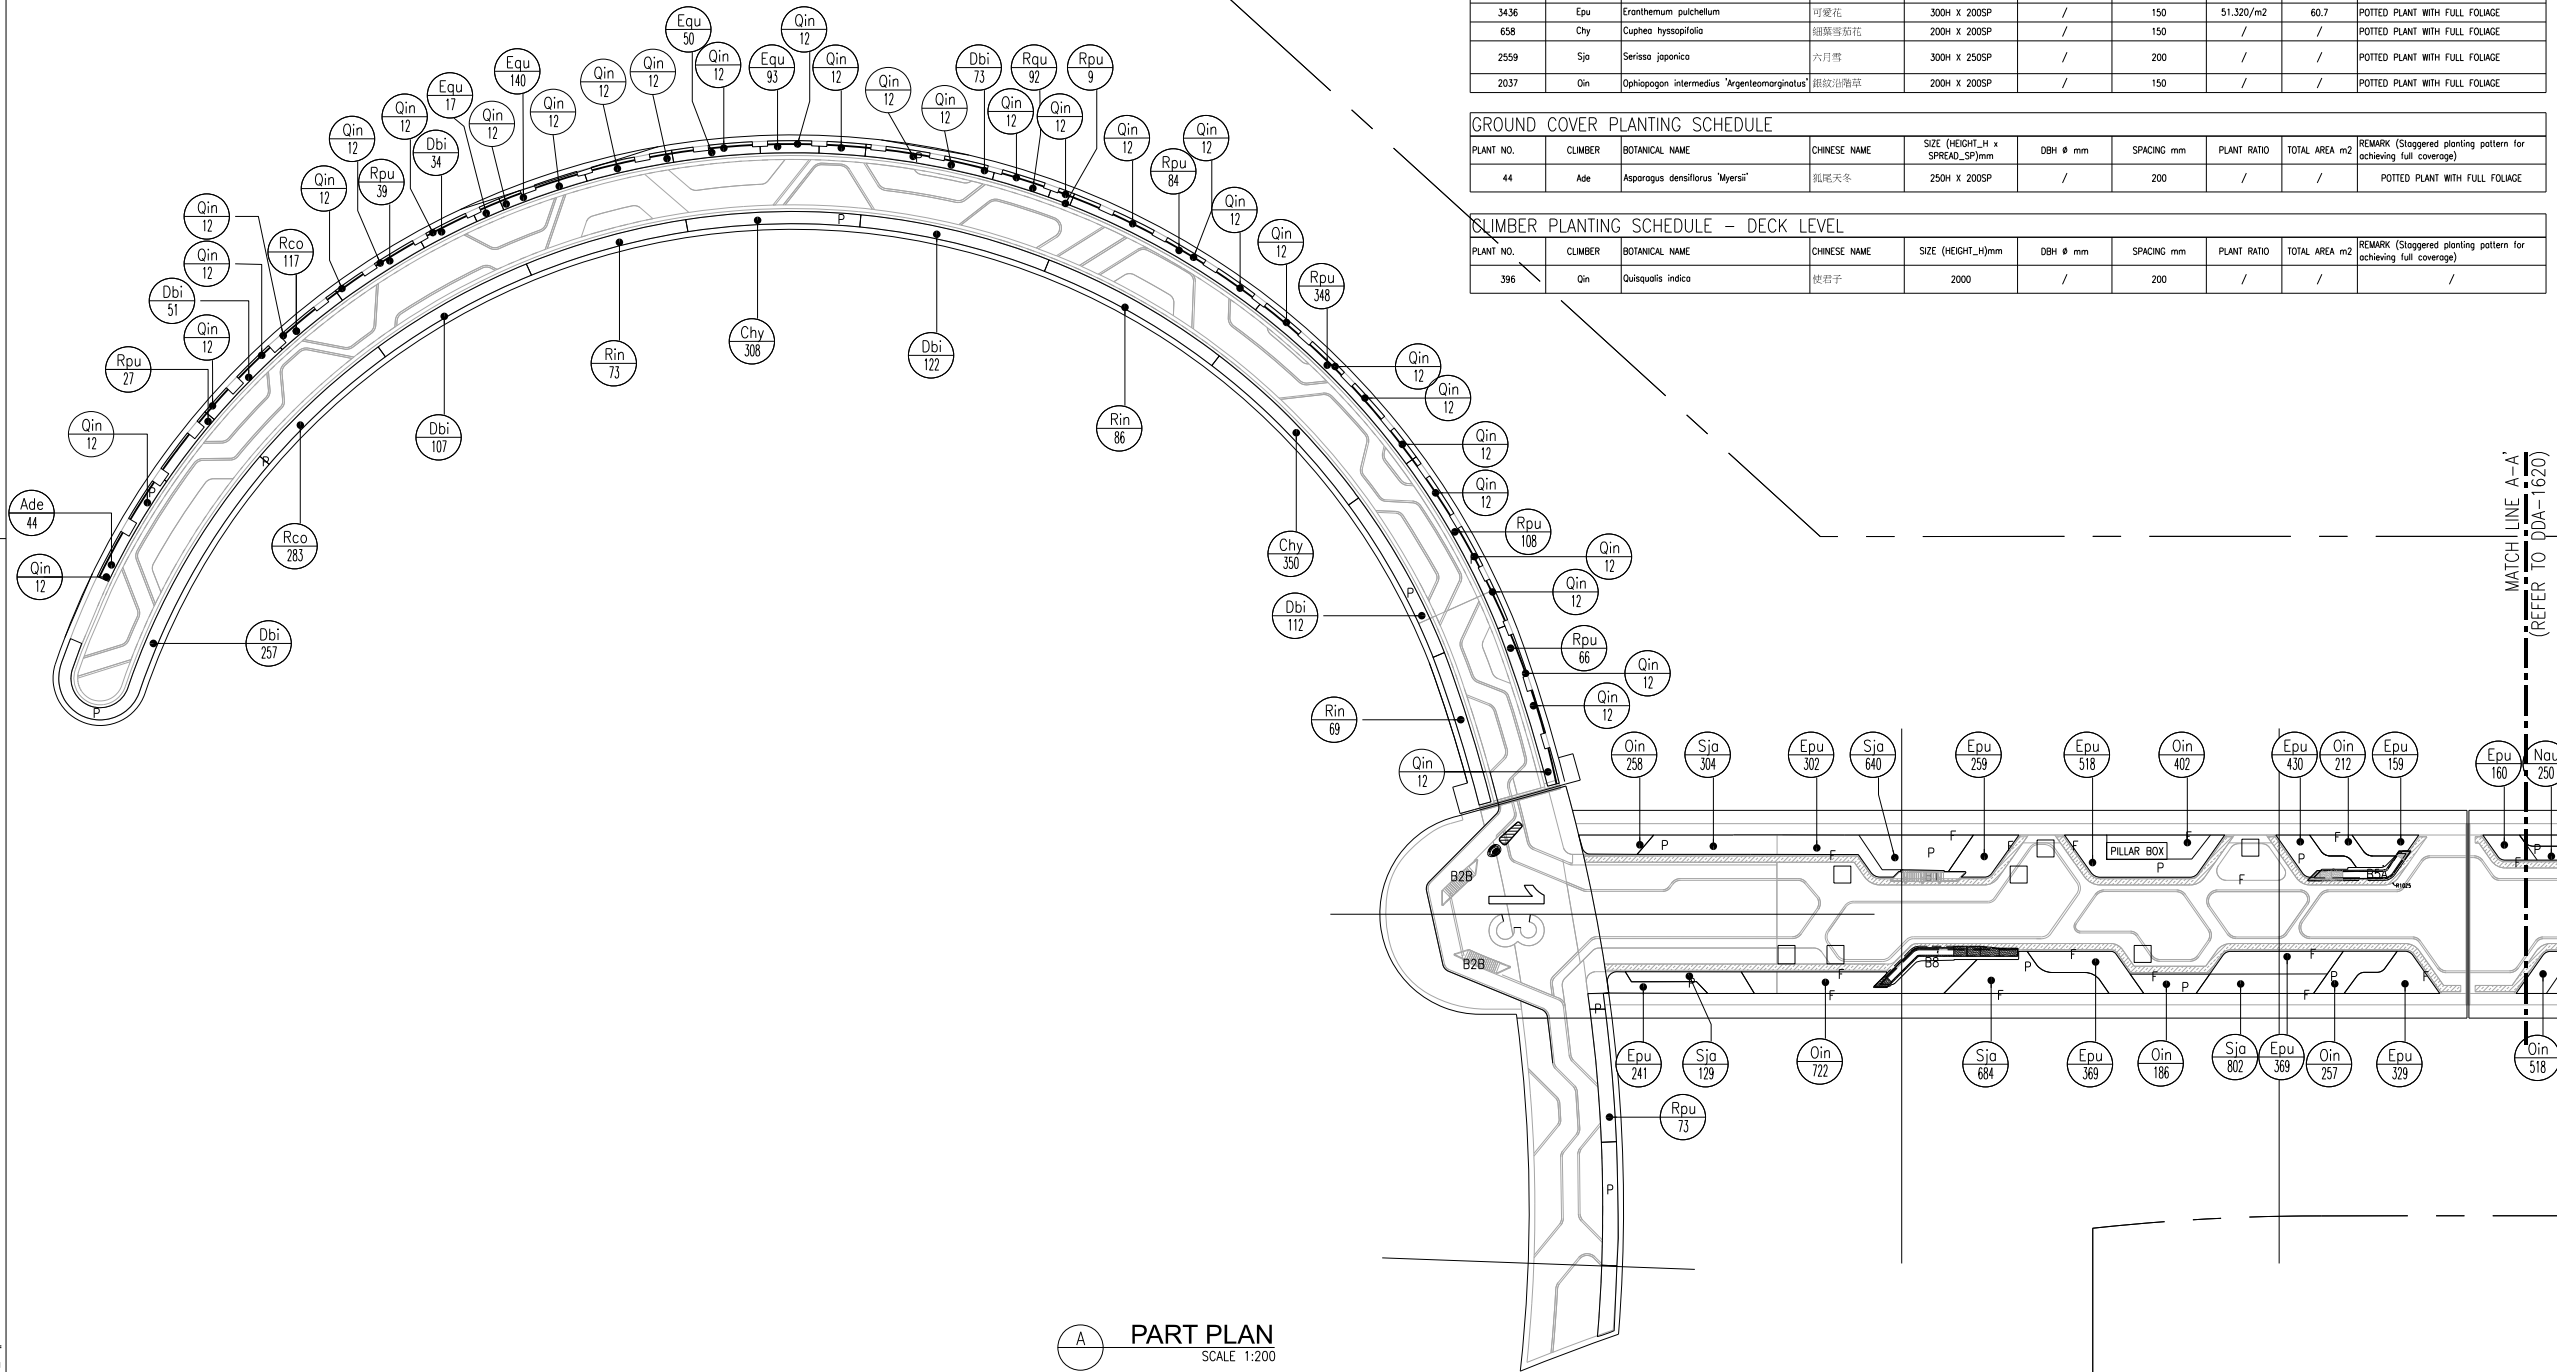 3436 Epu Eranthemum pulchellum 可愛花 300H X 200SP / 150 51.320/m2 60.7 POTTED PLANT WITH FULL FOLIAGE
658 Chy Cuphea hyssopifolia 細葉雪茄花 200H X 200SP / 150 / / POTTED PLANT WITH FULL FOLIAGE
2559 Sja Serissa japonica 六月雪 300H X 250SP / 200 / / POTTED PLANT WITH FULL FOLIAGE
2037 Oin Ophiopogon intermedius 'Argenteomarginatus' 銀紋沿階草 200H X 200SP / 150 / / POTTED PLANT WITH FULL FOLIAGE
GROUND COVER PLANTING SCHEDULE
PLANT NO. CLIMBER BOTANICAL NAME CHINESE NAME SIZE (HEIGHT_H x SPREAD_SP)mm DBH Ø mm SPACING mm PLANT RATIO TOTAL AREA m2 REMARK (Staggered planting pattern for achieving full coverage)
44 Ade Asparagus densiflorus 'Myersii' 狐尾天冬 250H X 200SP / 200 / / POTTED PLANT WITH FULL FOLIAGE
CLIMBER PLANTING SCHEDULE - DECK LEVEL
PLANT NO. CLIMBER BOTANICAL NAME CHINESE NAME SIZE (HEIGHT_H)mm DBH Ø mm SPACING mm PLANT RATIO TOTAL AREA m2 REMARK (Staggered planting pattern for achieving full coverage)
396 Qin Quisqualis indica 使君子 2000 / 200 / / /
Qin 12
Ade 44
Qin 12
Rpu 27
Qin 12
Dbi 51
Qin 12
Qin 12
Rco 117
Qin 12
Qin 12
Rpu 39
Qin 12
Dbi 34
Equ 17
Qin 12
Equ 140
Qin 12
Qin 12
Qin 12
Equ 50
Qin 12
Equ 93
Qin 12
Qin 12
Qin 12
Qin 12
Dbi 73
Qin 12
Rqu 92
Qin 12
Rpu 9
Qin 12
Rpu 84
Qin 12
Qin 12
Qin 12
Rpu 348
Qin 12
Qin 12
Qin 12
Qin 12
Rpu 108
Qin 12
Qin 12
Rpu 66
Qin 12
Qin 12
Qin 12
Dbi 257
Rco 283
Dbi 107
Rin 73
Chy 308
Dbi 122
Rin 86
Chy 350
Dbi 112
Rin 69
P
P
P
P
P
P
Oin 258
Sja 304
Epu 302
Sja 640
Epu 259
Epu 518
Oin 402
Epu 430
Oin 212
Epu 159
Epu 160
Nau 250
P F P F F F PILLAR BOX P F F F P F F P
B5A
R1025
B2B
B2B
1
3
B8
F F F P F F F P F P F F
Epu 241
Sja 129
Oin 722
Sja 684
Epu 369
Oin 186
Sja 802
Epu 369
Oin 257
Epu 329
Oin 518
P
Rpu 73
P
MATCH LINE A-A'
(REFER TO DDA-1620)
A PART PLAN
SCALE 1:200